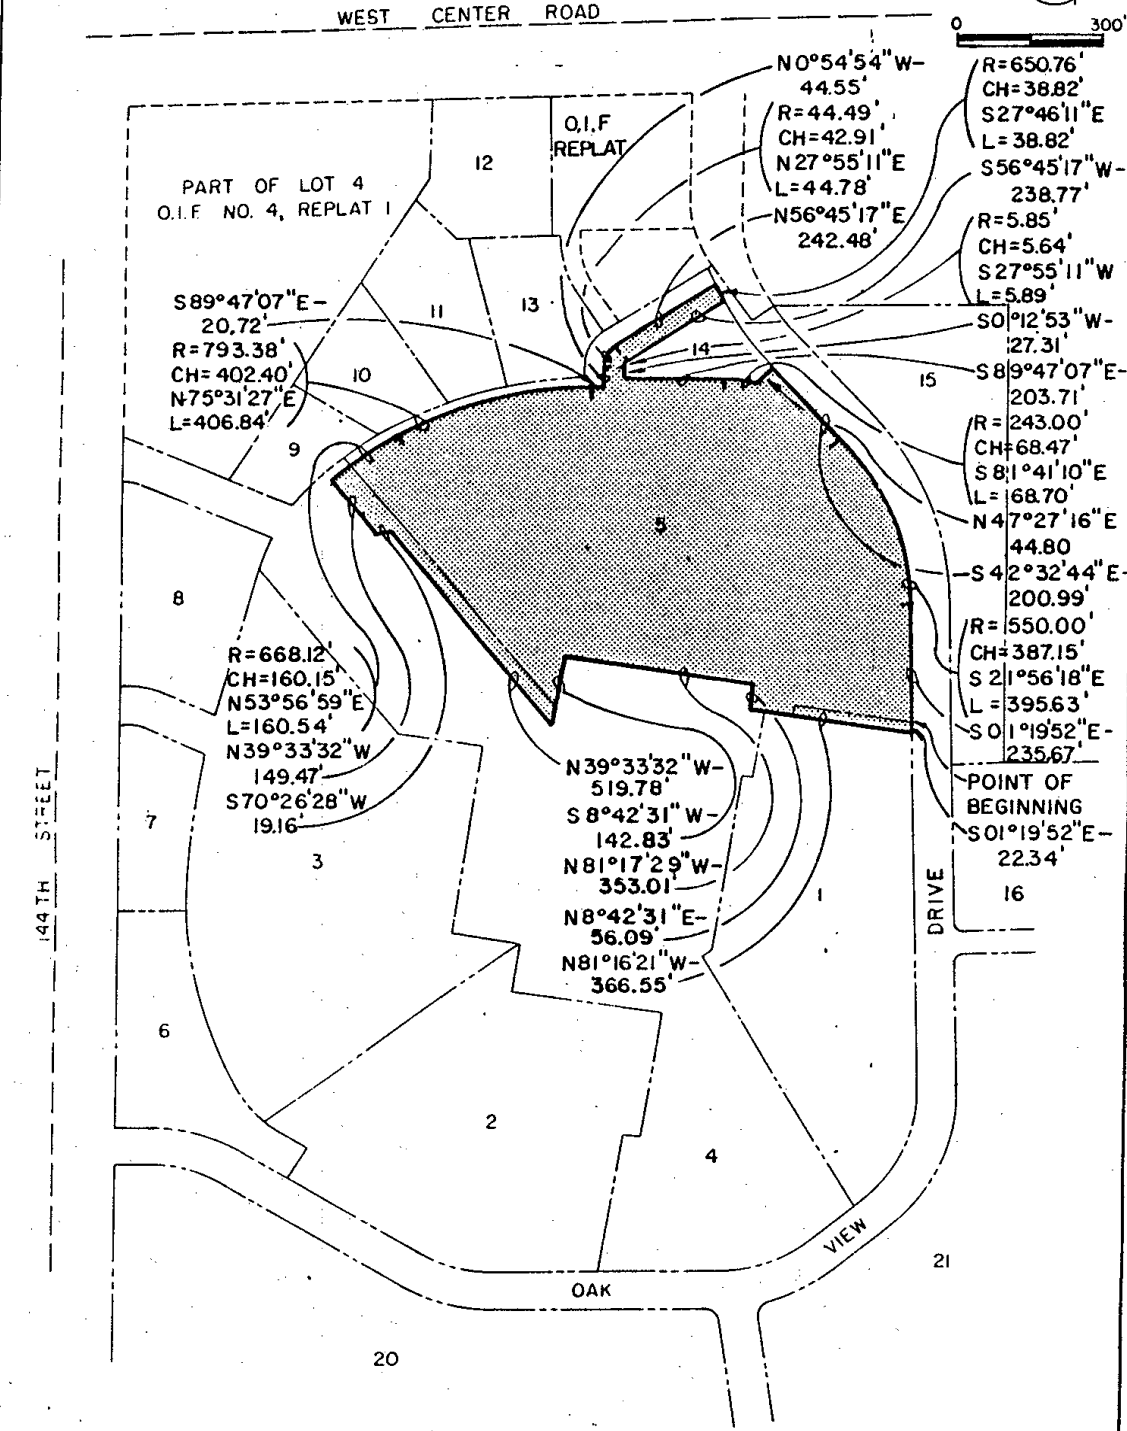 WEST CENTER ROAD
0 300'
N0°54'54"W-
44.55'
R=44.49'
CH=42.91'
N27°55'11"E
L=44.78'
N56°45'17"E
242.48'
R=650.76'
CH=38.82'
S27°46'11"E
L=38.82'
S56°45'17"W-
238.77'
R=5.85'
CH=5.64'
S27°55'11"W
L=5.89'
S0°12'53"W-
27.31'
S89°47'07"E-
203.71'
R=243.00'
CH=68.47'
S81°41'10"E
L=68.70'
N47°27'16"E
44.80
S42°32'44"E-
200.99'
R=550.00'
CH=387.15'
S21°56'18"E
L=395.63'
S01°19'52"E-
235.67'
POINT OF
BEGINNING
S01°19'52"E-
22.34'
O.I.F
REPLAT
12
PART OF LOT 4
O.I.F. NO. 4, REPLAT 1
S89°47'07"E-
20.72'
R=793.38'
CH=402.40'
N75°31'27"E
L=406.84'
11
13
14
15
10
9
5
8
R=668.12'
CH=160.15'
N53°56'59"E
L=160.54'
N39°33'32"W
149.47'
S70°26'28"W
19.16'
N39°33'32"W-
519.78'
S8°42'31"W-
142.83'
N81°17'29"W-
353.01'
N8°42'31"E-
56.09'
N81°16'21"W-
366.55'
144TH STREET
7
3
1
DRIVE
16
6
2
4
VIEW
OAK
21
20